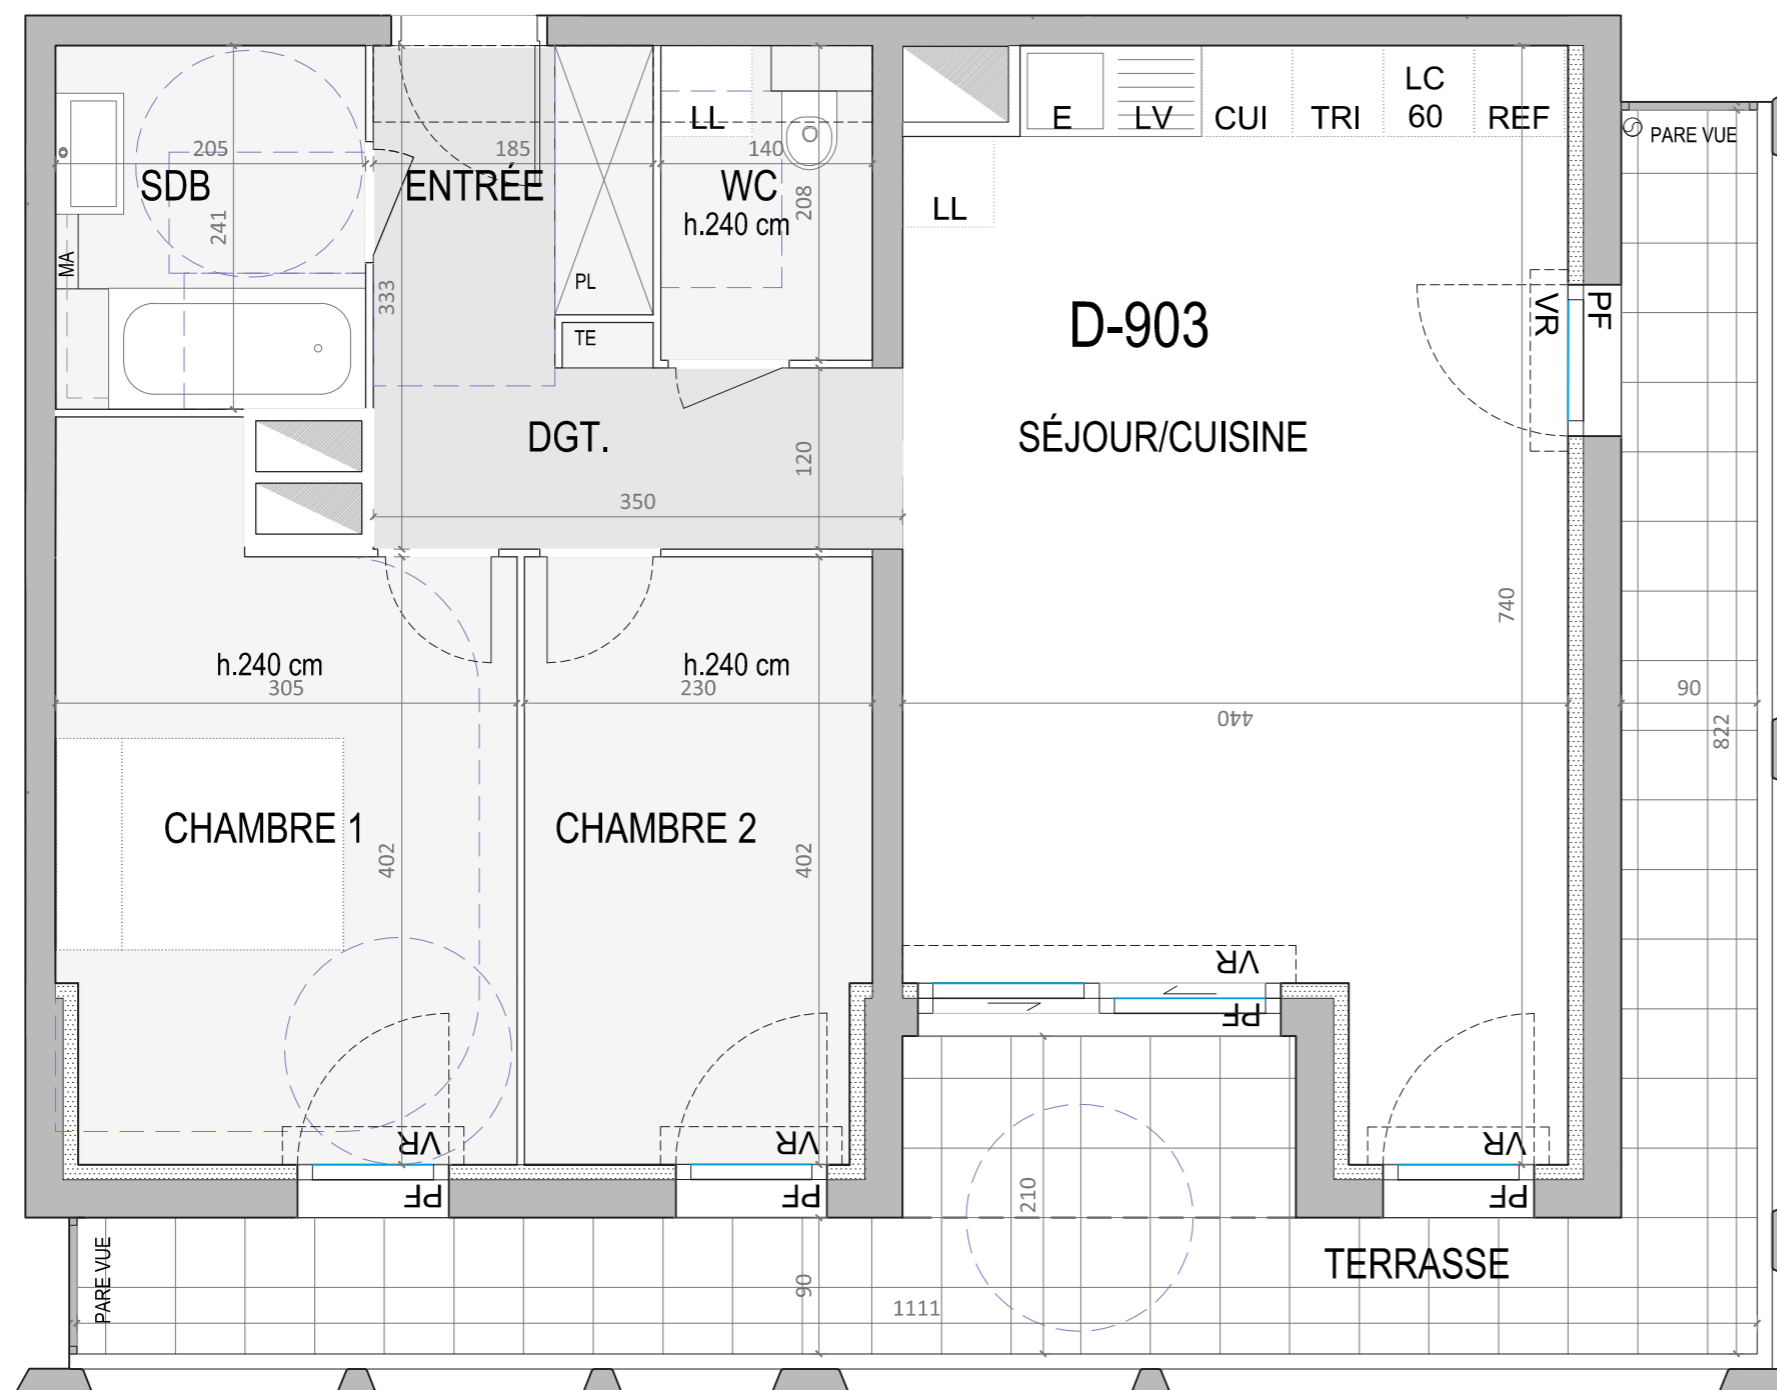 LL
E
LV
CUI
TRI
LC
60
REF
PARE VUE
205
185
140
SDB
ENTRÉE
WC
h.240 cm
208
241
LL
MA
PL
333
TE
D-903
VR
PF
DGT.
SÉJOUR/CUISINE
120
350
740
h.240 cm
305
h.240 cm
230
440
90
822
CHAMBRE 1
402
CHAMBRE 2
402
VR
PF
VR
PF
VR
PF
VR
PF
210
PARE VUE
90
1111
TERRASSE